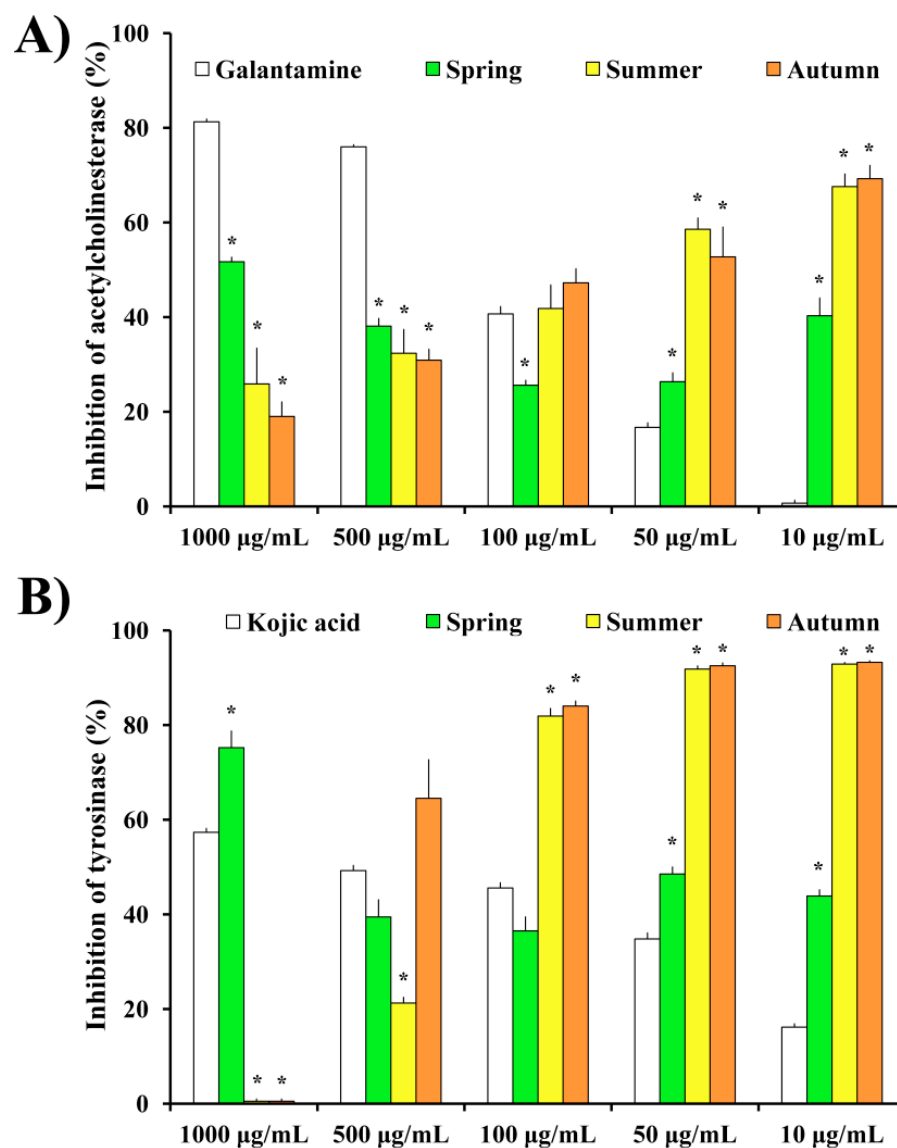 A)
Inhibition of acetylcholinesterase (%)
100
80
60
40
20
0
Galantamine Spring Summer Autumn
* * *
* * *
*
* * *
* * *
1000 μg/mL 500 μg/mL 100 μg/mL 50 μg/mL 10 μg/mL
B)
Inhibition of tyrosinase (%)
100
80
60
40
20
0
Kojic acid Spring Summer Autumn
* * *
*
* *
* * *
* * *
1000 μg/mL 500 μg/mL 100 μg/mL 50 μg/mL 10 μg/mL